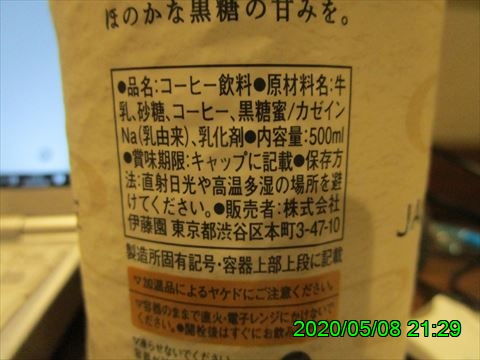 ほのかな黒糖の甘みを。
●品名:コーヒー飲料●原材料名:牛
乳、砂糖、コーヒー、黒糖蜜/カゼイン
Na(乳由来)、乳化剤●内容量:500ml
●賞味期限:キャップに記載●保存方
法:直射日光や高温多湿の場所を避
けてください。●販売者:株式会社
伊藤園 東京都渋谷区本町3-47-10
製造所固有記号・容器上部上段に記載
▽加温品によるヤケドにご注意ください。
▽容器のままで直火・電子レンジにかけないで
ください。●開栓後はすぐにお飲み
JA
2020/05/08 21:29